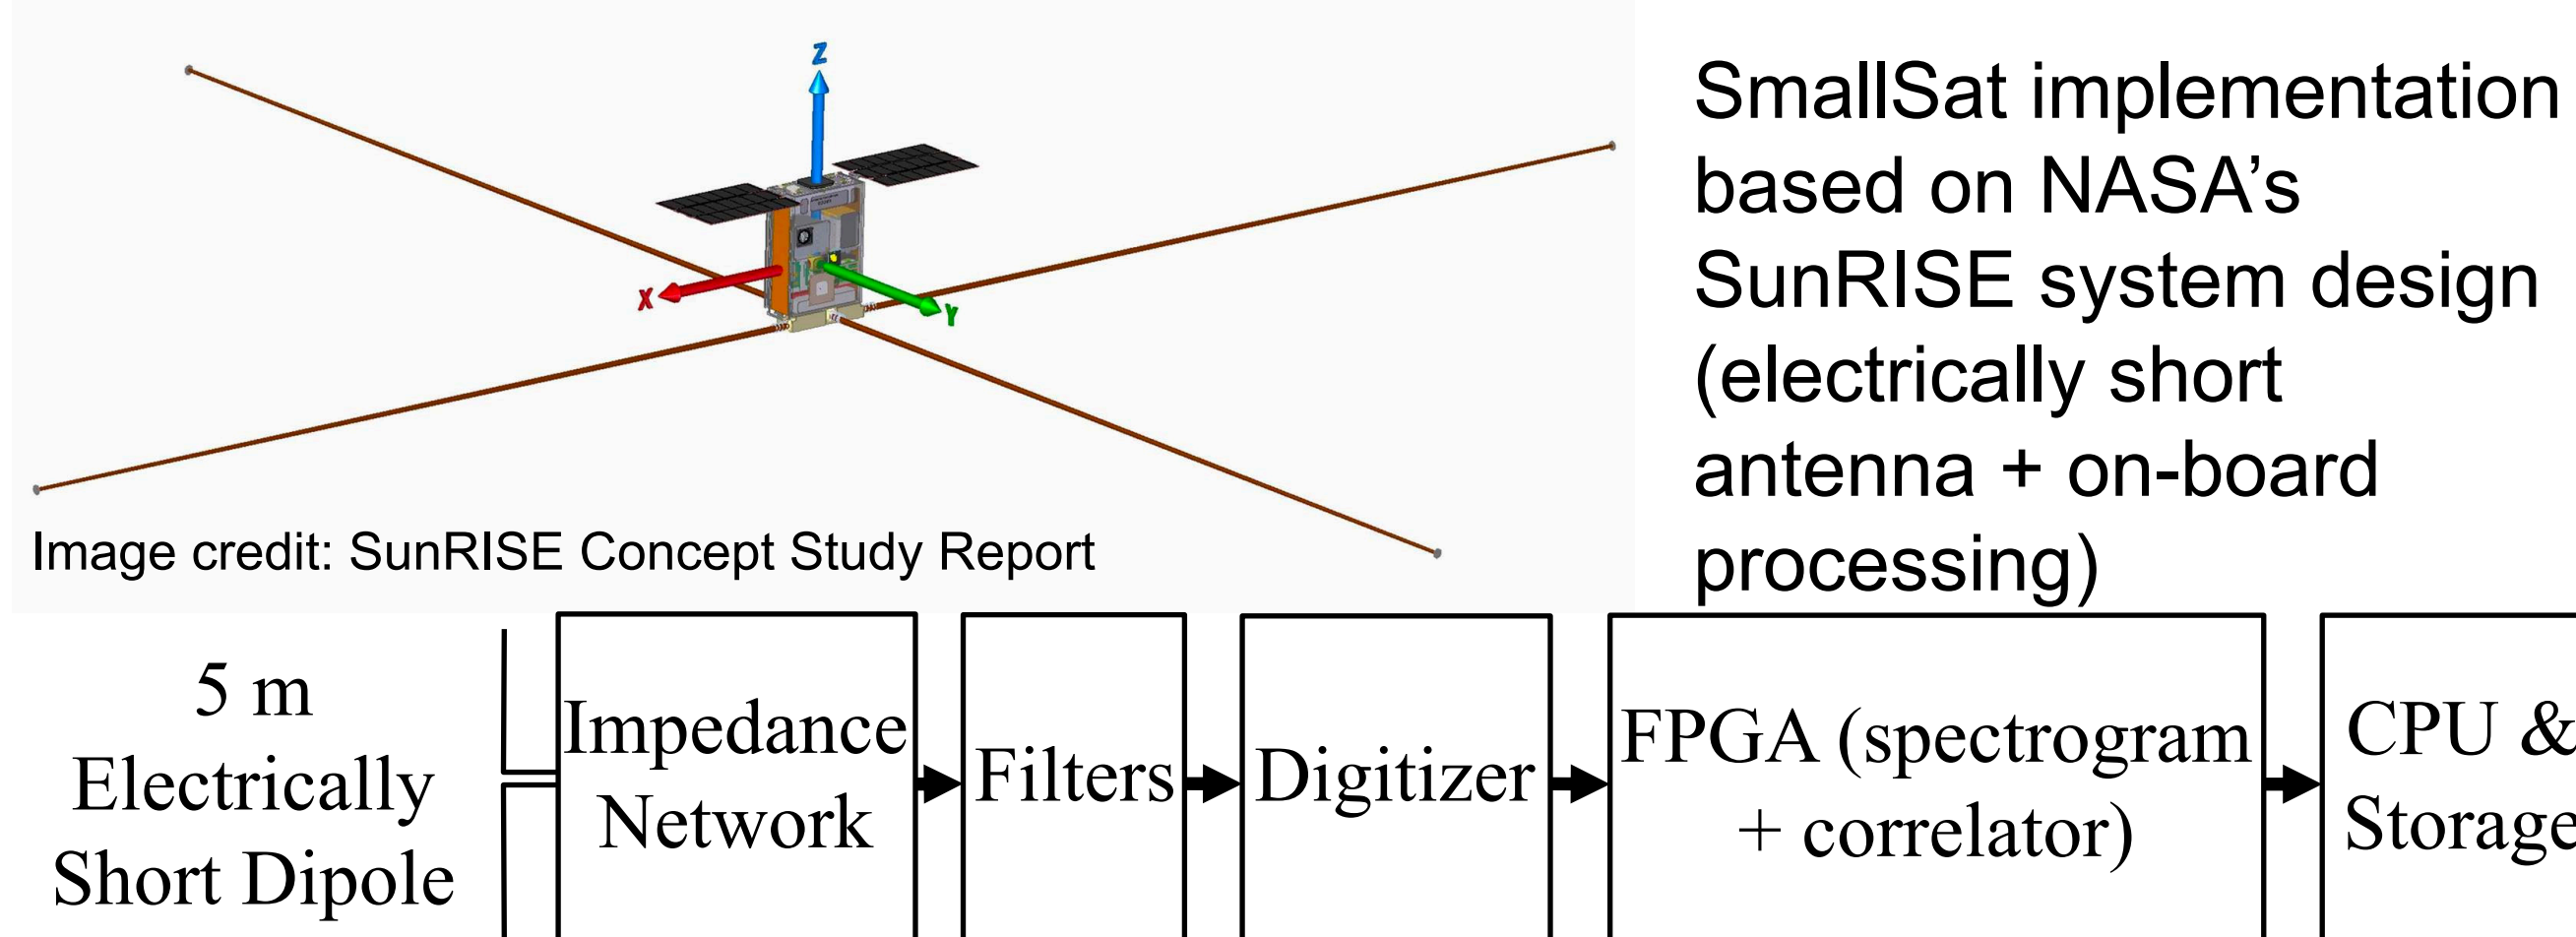 Z
X
Y
Image credit: SunRISE Concept Study Report
SmallSat implementation
based on NASA’s
SunRISE system design
(electrically short
antenna + on-board
processing)
5 m
Electrically
Short Dipole
Impedance
Network
Filters
Digitizer
FPGA (spectrogram
+ correlator)
CPU &
Storage